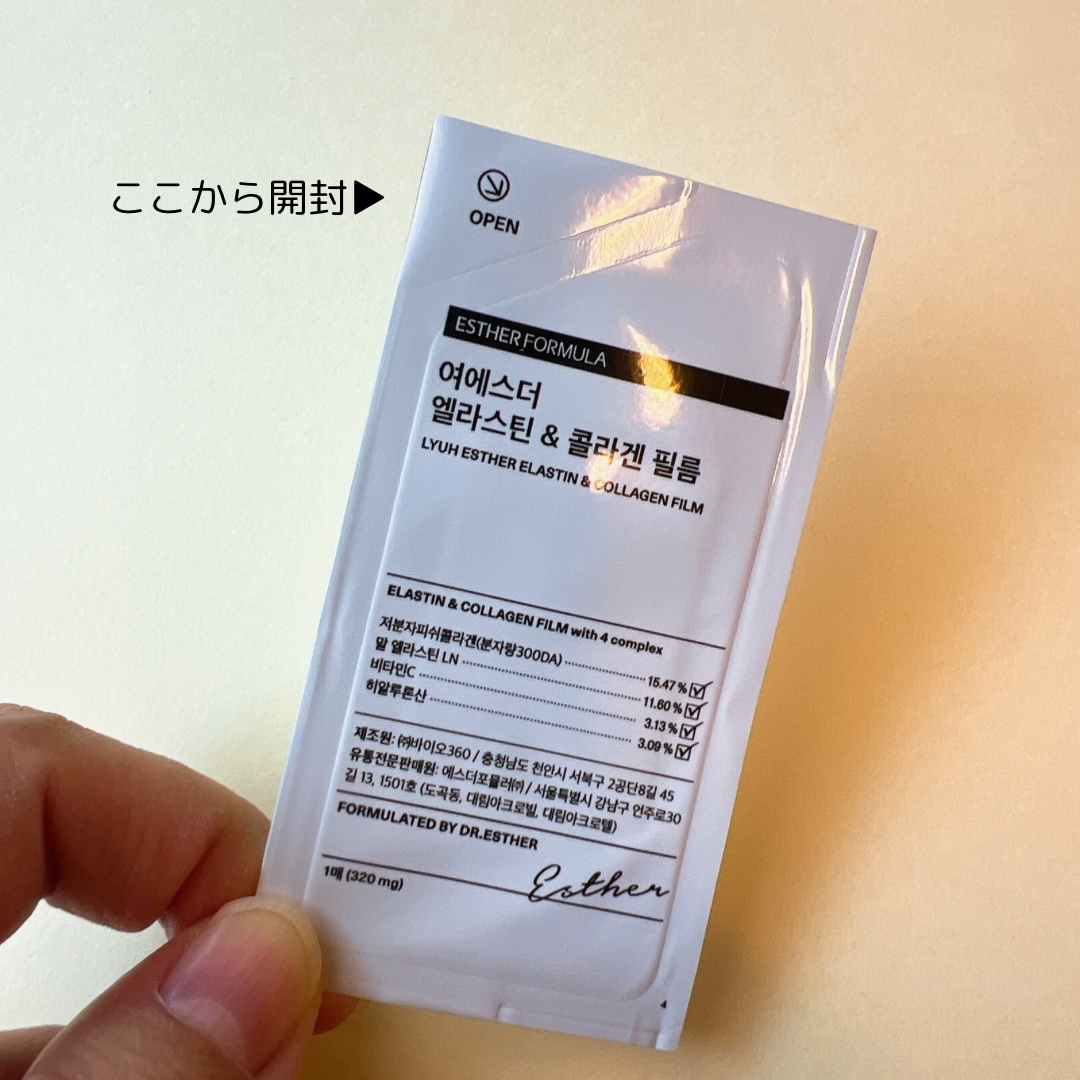 ここから開封▶
OPEN
ESTHER FORMULA
여에스더
엘라스틴 & 콜라겐 필름
LYUH ESTHER ELASTIN & COLLAGEN FILM
ELASTIN & COLLAGEN FILM with 4 complex
저분자피쉬콜라겐(분자량300DA) 15.47 %
말 엘라스틴 LN 11.60 %
비타민C 3.13 %
히알루론산 3.09 %
제조원: ㈜바이오360 / 충청남도 천안시 서북구 2공단8길 45
유통전문판매원: 에스더포뮬러㈜ / 서울특별시 강남구 언주로30
길 13, 1501호 (도곡동, 대림아크로빌, 대림아크로텔)
FORMULATED BY DR.ESTHER
Esther
1매 (320 mg)
4